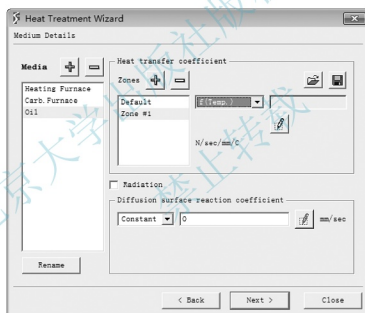 Heat Treatment Wizard
Medium Details
Media
Heating Furnace
Carb.Furnace
Oil
Rename
Heat transfer coefficient
Zones
Default
Zone #1
f(Temp.)
N/sec/mm/C
Radiation
Diffusion surface reaction coefficient
Constant
0
mm/sec
< Back
Next >
Close